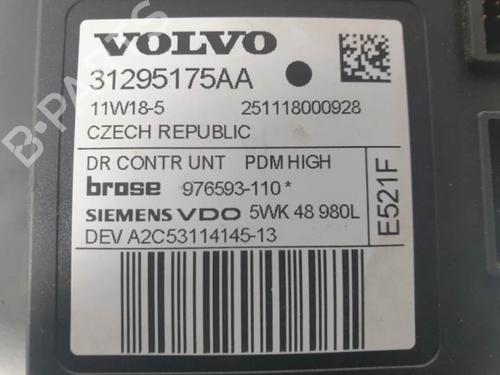 VOLVO
31295175AA
11W18-5 251118000928
CZECH REPUBLIC
DR CONTR UNT PDM HIGH
brose 976593-110*
SIEMENS VDO 5WK 48 980L
DEV A2C53114145-13
E521F
B-PARTS